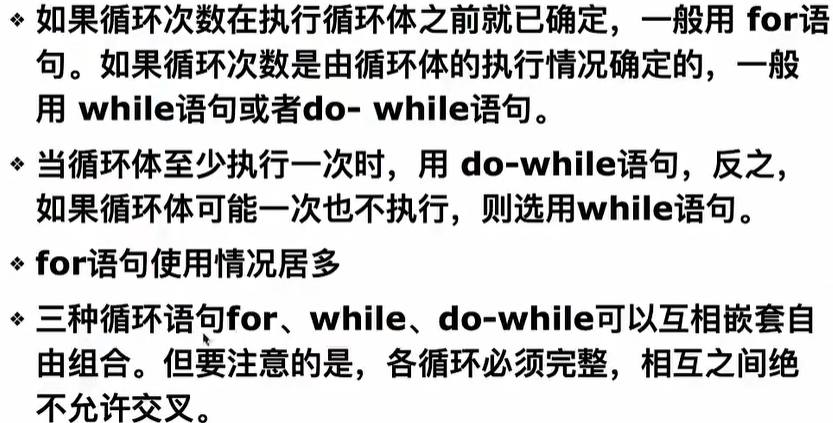 ❖ 如果循环次数在执行循环体之前就已确定，一般用 for语
句。如果循环次数是由循环体的执行情况确定的，一般
用 while语句或者do- while语句。
❖ 当循环体至少执行一次时，用 do-while语句，反之，
如果循环体可能一次也不执行，则选用while语句。
❖ for语句使用情况居多
❖ 三种循环语句for、while、do-while可以互相嵌套自
由组合。但要注意的是，各循环必须完整，相互之间绝
不允许交叉。